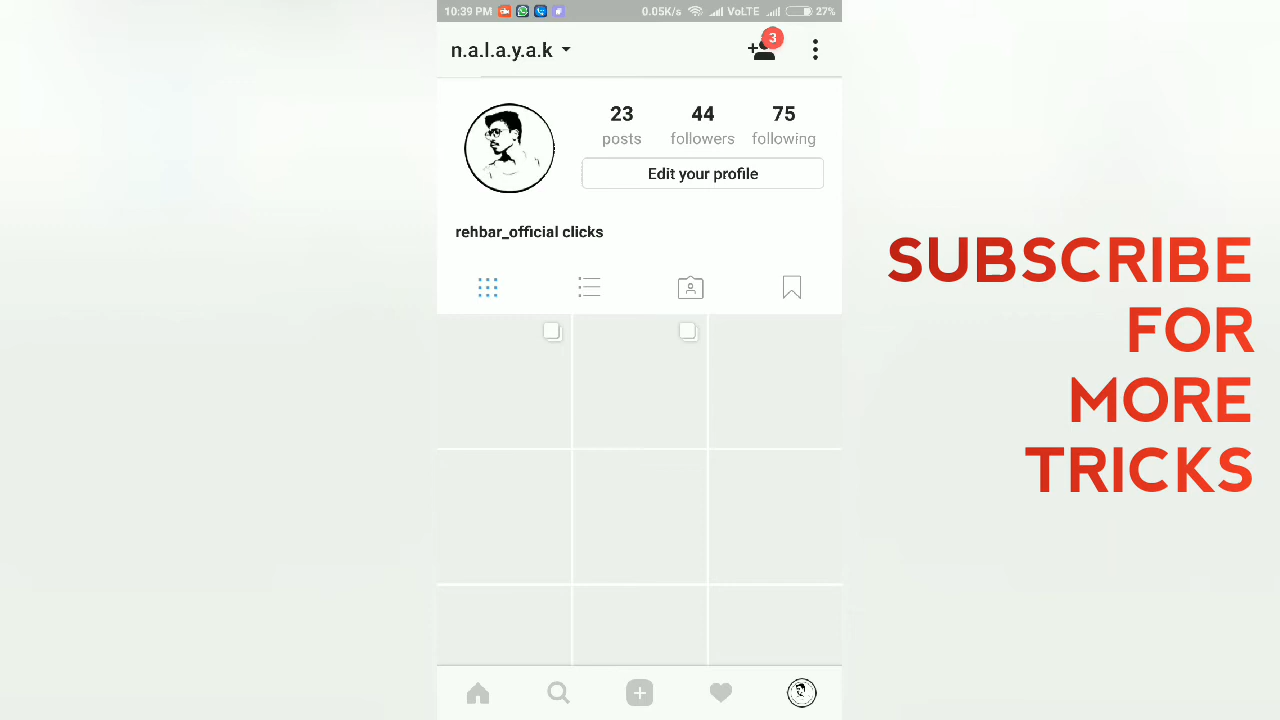 10:39 PM 0.05K/s VoLTE 27%
n.a.l.a.y.a.k 3
23 44 75
posts followers following
Edit your profile
rehbar_official clicks
SUBSCRIBE
FOR
MORE
TRICKS